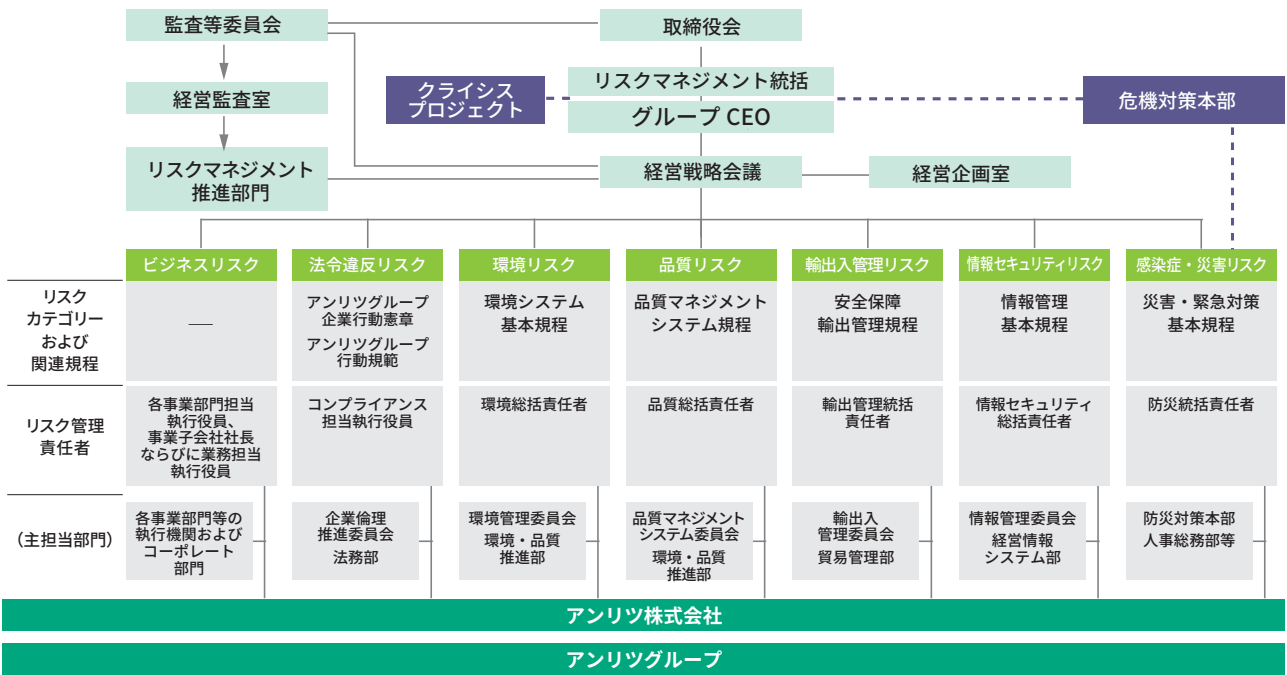 監査等委員会
取締役会
経営監査室
クライシス
プロジェクト
リスクマネジメント統括
グループ CEO
危機対策本部
リスクマネジメント
推進部門
経営戦略会議
経営企画室
ビジネスリスク
法令違反リスク
環境リスク
品質リスク
輸出入管理リスク
情報セキュリティリスク
感染症・災害リスク
リスク
カテゴリー
および
関連規程
──
アンリツグループ
企業行動憲章
アンリツグループ
行動規範
環境システム
基本規程
品質マネジメント
システム規程
安全保障
輸出管理規程
情報管理
基本規程
災害・緊急対策
基本規程
リスク管理
責任者
各事業部門担当
執行役員、
事業子会社社長
ならびに業務担当
執行役員
コンプライアンス
担当執行役員
環境総括責任者
品質総括責任者
輸出管理統括
責任者
情報セキュリティ
総括責任者
防災統括責任者
（主担当部門）
各事業部門等の
執行機関および
コーポレート
部門
企業倫理
推進委員会
法務部
環境管理委員会
環境・品質
推進部
品質マネジメント
システム委員会
環境・品質
推進部
輸出入
管理委員会
貿易管理部
情報管理委員会
経営情報
システム部
防災対策本部
人事総務部等
アンリツ株式会社
アンリツグループ